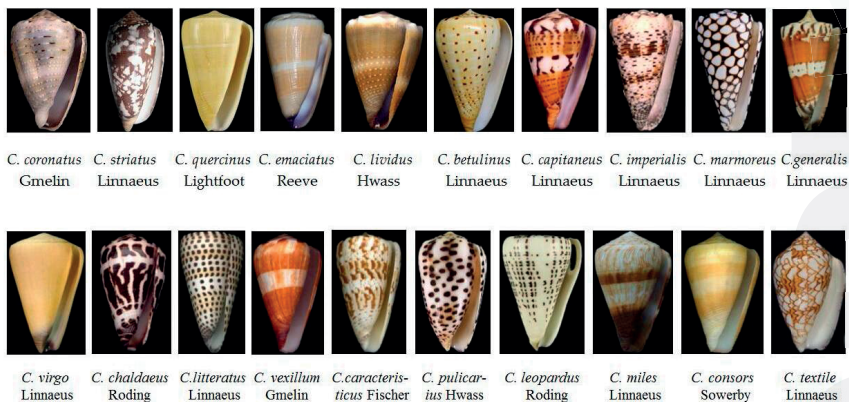 C. coronatus C. striatus C. quercinus C. emaciatus C. lividus C. betulinus C. capitaneus C. imperialis C. marmoreus C.generalis
Gmelin Linnaeus Lightfoot Reeve Hwass Linnaeus Linnaeus Linnaeus Linnaeus Linnaeus
C. virgo C. chaldaeus C.litteratus C. vexillum C.caracteris- C. pulicar- C. leopardus C. miles C. consors C. textile
Linnaeus Roding Linnaeus Gmelin ticus Fischer ius Hwass Roding Linnaeus Sowerby Linnaeus